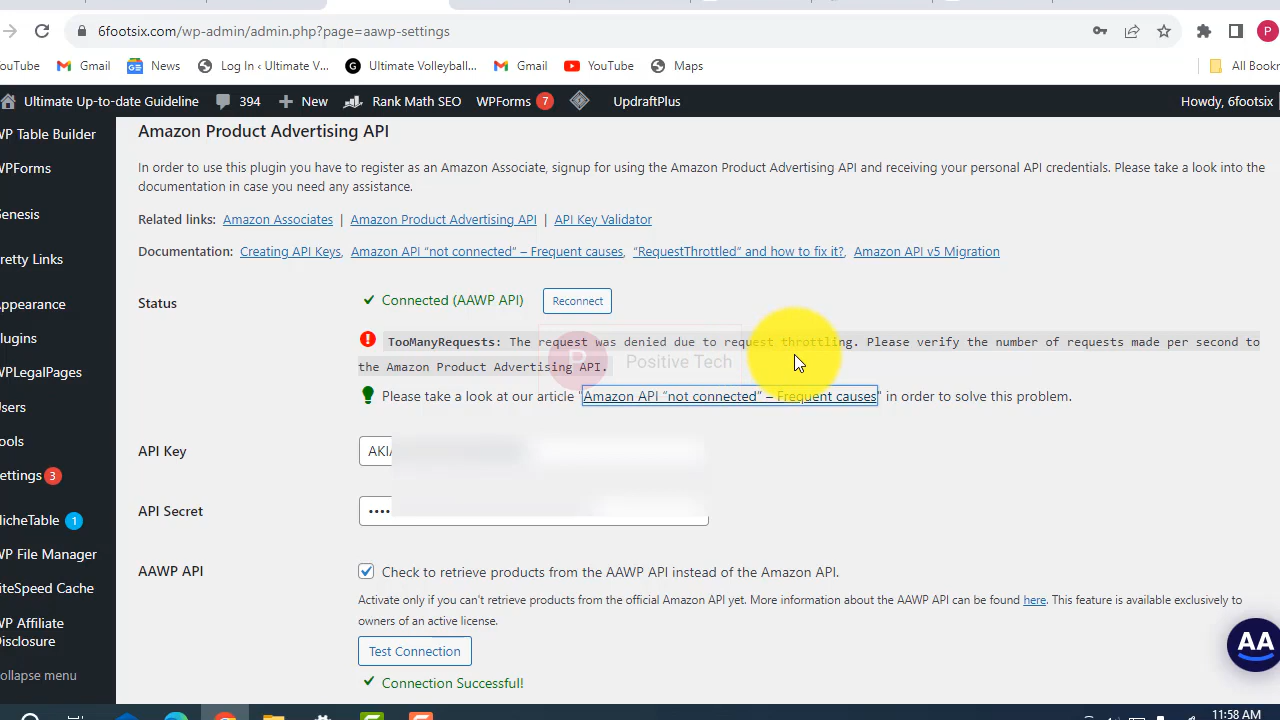 6footsix.com/wp-admin/admin.php?page=aawp-settings
P
ouTube Gmail News Log In ‹ Ultimate V... Ultimate Volleyball... Gmail YouTube Maps All Bookr
Ultimate Up-to-date Guideline 394 New Rank Math SEO WPForms 7 UpdraftPlus Howdy, 6footsix
WP Table Builder
WPForms
Genesis
retty Links
Appearance
lugins
WPLegalPages
sers
ools
ettings 3
licheTable 1
WP File Manager
iteSpeed Cache
WP Affiliate
Disclosure
ollapse menu
Amazon Product Advertising API
In order to use this plugin you have to register as an Amazon Associate, signup for using the Amazon Product Advertising API and receiving your personal API credentials. Please take a look into the
documentation in case you need any assistance.
Related links: Amazon Associates | Amazon Product Advertising API | API Key Validator
Documentation: Creating API Keys, Amazon API “not connected” – Frequent causes, “RequestThrottled” and how to fix it?, Amazon API v5 Migration
Status Connected (AAWP API) Reconnect
TooManyRequests: The request was denied due to request throttling. Please verify the number of requests made per second to
the Amazon Product Advertising API.
P Positive Tech
Please take a look at our article "Amazon API “not connected” – Frequent causes" in order to solve this problem.
API Key AKI
API Secret ••••
AAWP API Check to retrieve products from the AAWP API instead of the Amazon API.
Activate only if you can't retrieve products from the official Amazon API yet. More information about the AAWP API can be found here. This feature is available exclusively to
owners of an active license.
Test Connection
Connection Successful!
AA
11:58 AM